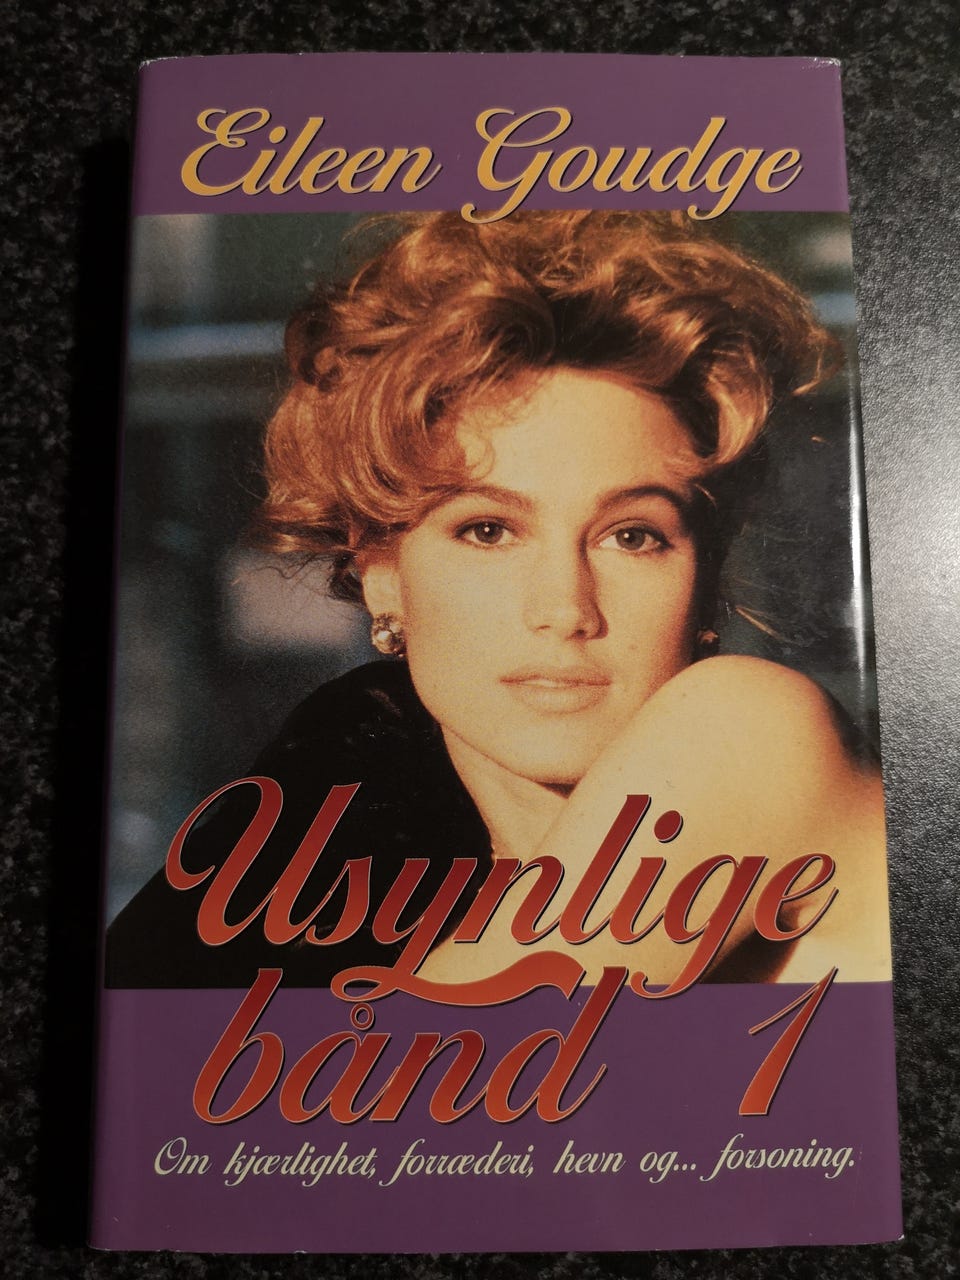 Eileen Goudge
Usynlige
bånd 1
Om kjærlighet, forræderi, hevn og... forsoning.